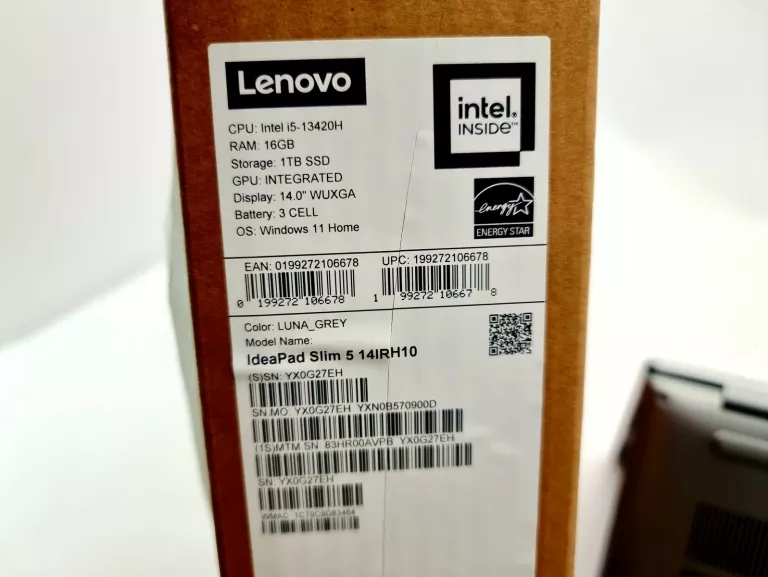 Lenovo
intel.
INSIDE™
CPU: Intel i5-13420H
RAM: 16GB
Storage: 1TB SSD
GPU: INTEGRATED
Display: 14.0" WUXGA
Battery: 3 CELL
OS: Windows 11 Home
energy
ENERGY STAR
EAN: 0199272106678
UPC: 199272106678
0 199272 106678
1 99272 10667 8
Color: LUNA_GREY
Model Name:
IdeaPad Slim 5 14IRH10
(S)SN: YX0G27EH
SN.MO: YX0G27EH YXN0B570900D
(1S)MTM SN 83HR00AVPB YX0G27EH
SN: YX0G27EH
WMAC: